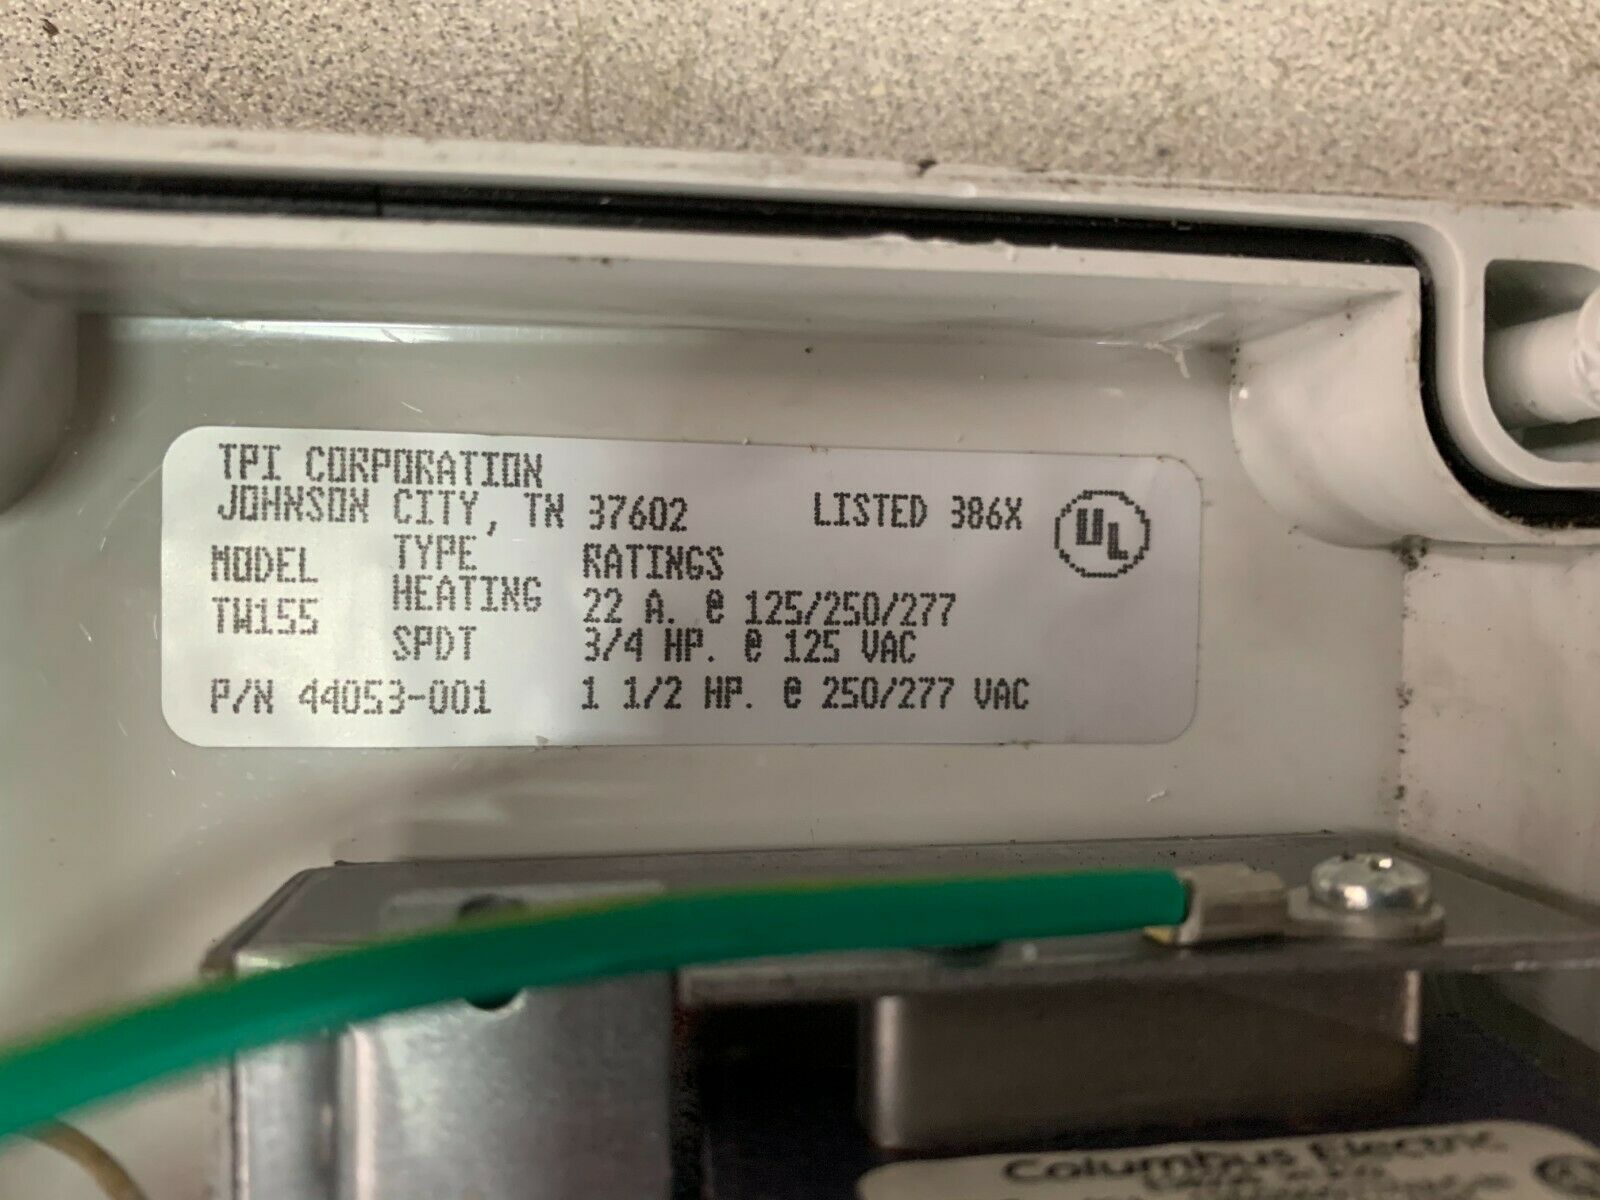 TPI CORPORATION
JOHNSON CITY, TN 37602 LISTED 386X UL
MODEL TYPE RATINGS
TW155 HEATING 22 A. @ 125/250/277
SPDT 3/4 HP. @ 125 VAC
P/N 44053-001 1 1/2 HP. @ 250/277 VAC
Columbus Electric